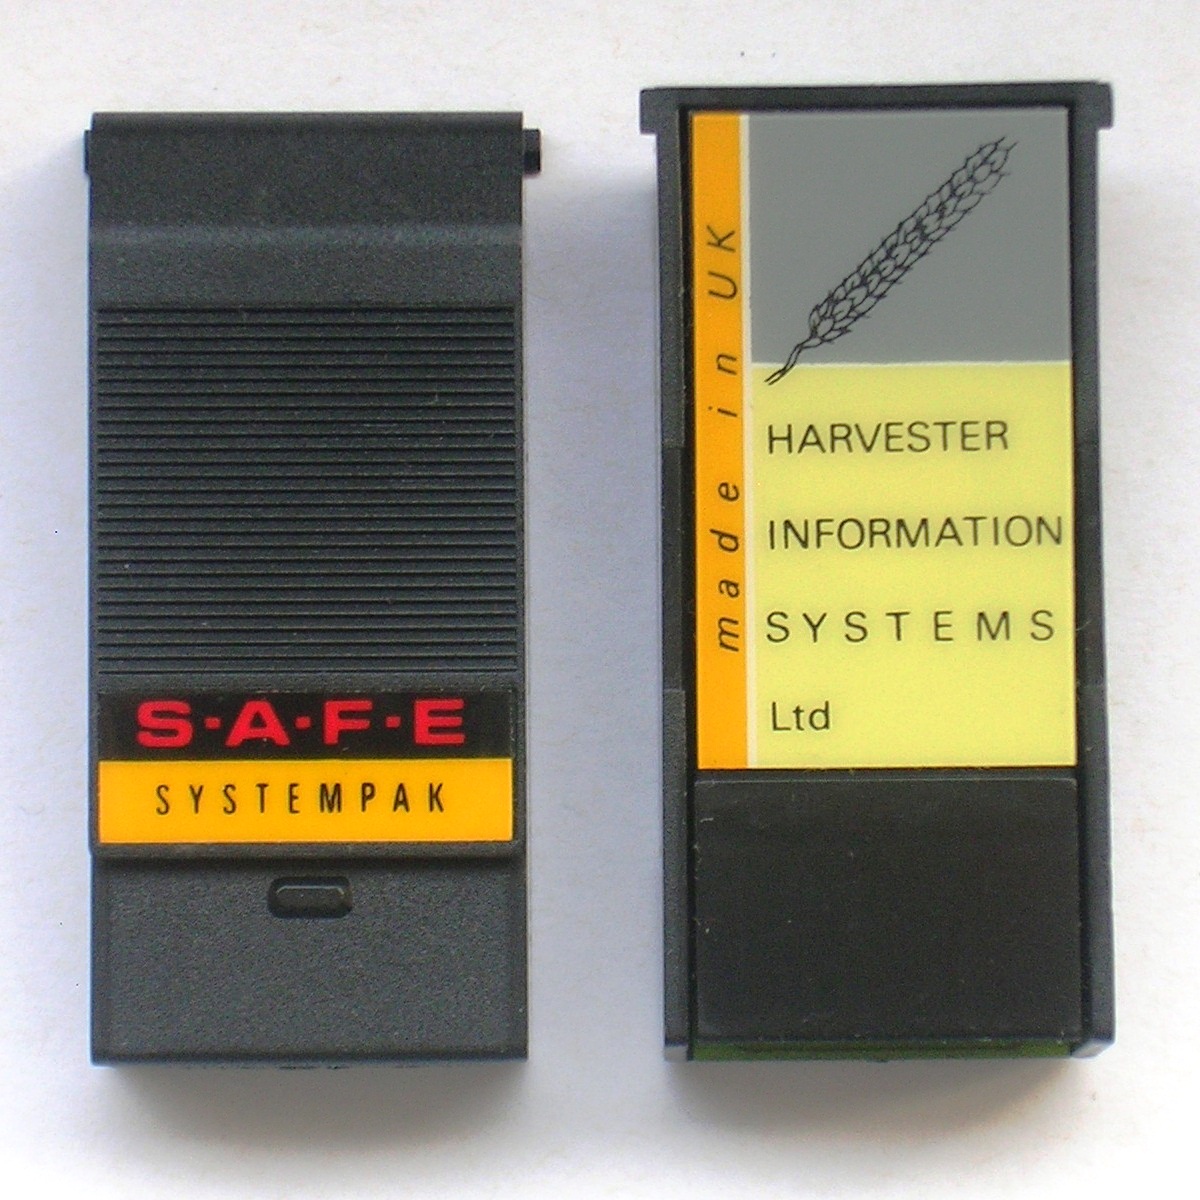 S·A·F·E
SYSTEMPAK
made in UK
HARVESTER
INFORMATION
SYSTEMS
Ltd